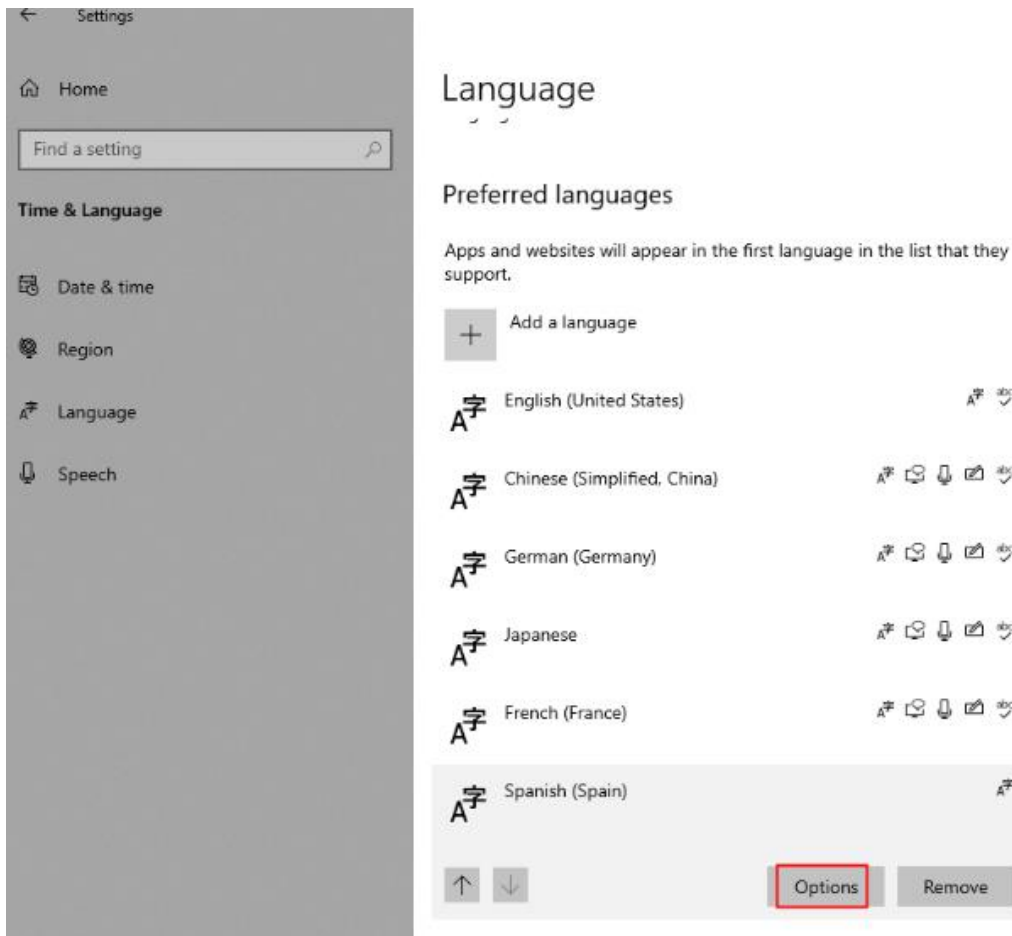 Settings
Home
Find a setting
Time & Language
Date & time
Region
Language
Speech
Language
Preferred languages
Apps and websites will appear in the first language in the list that they
support.
Add a language
English (United States)
Chinese (Simplified, China)
German (Germany)
Japanese
French (France)
Spanish (Spain)
Options
Remove